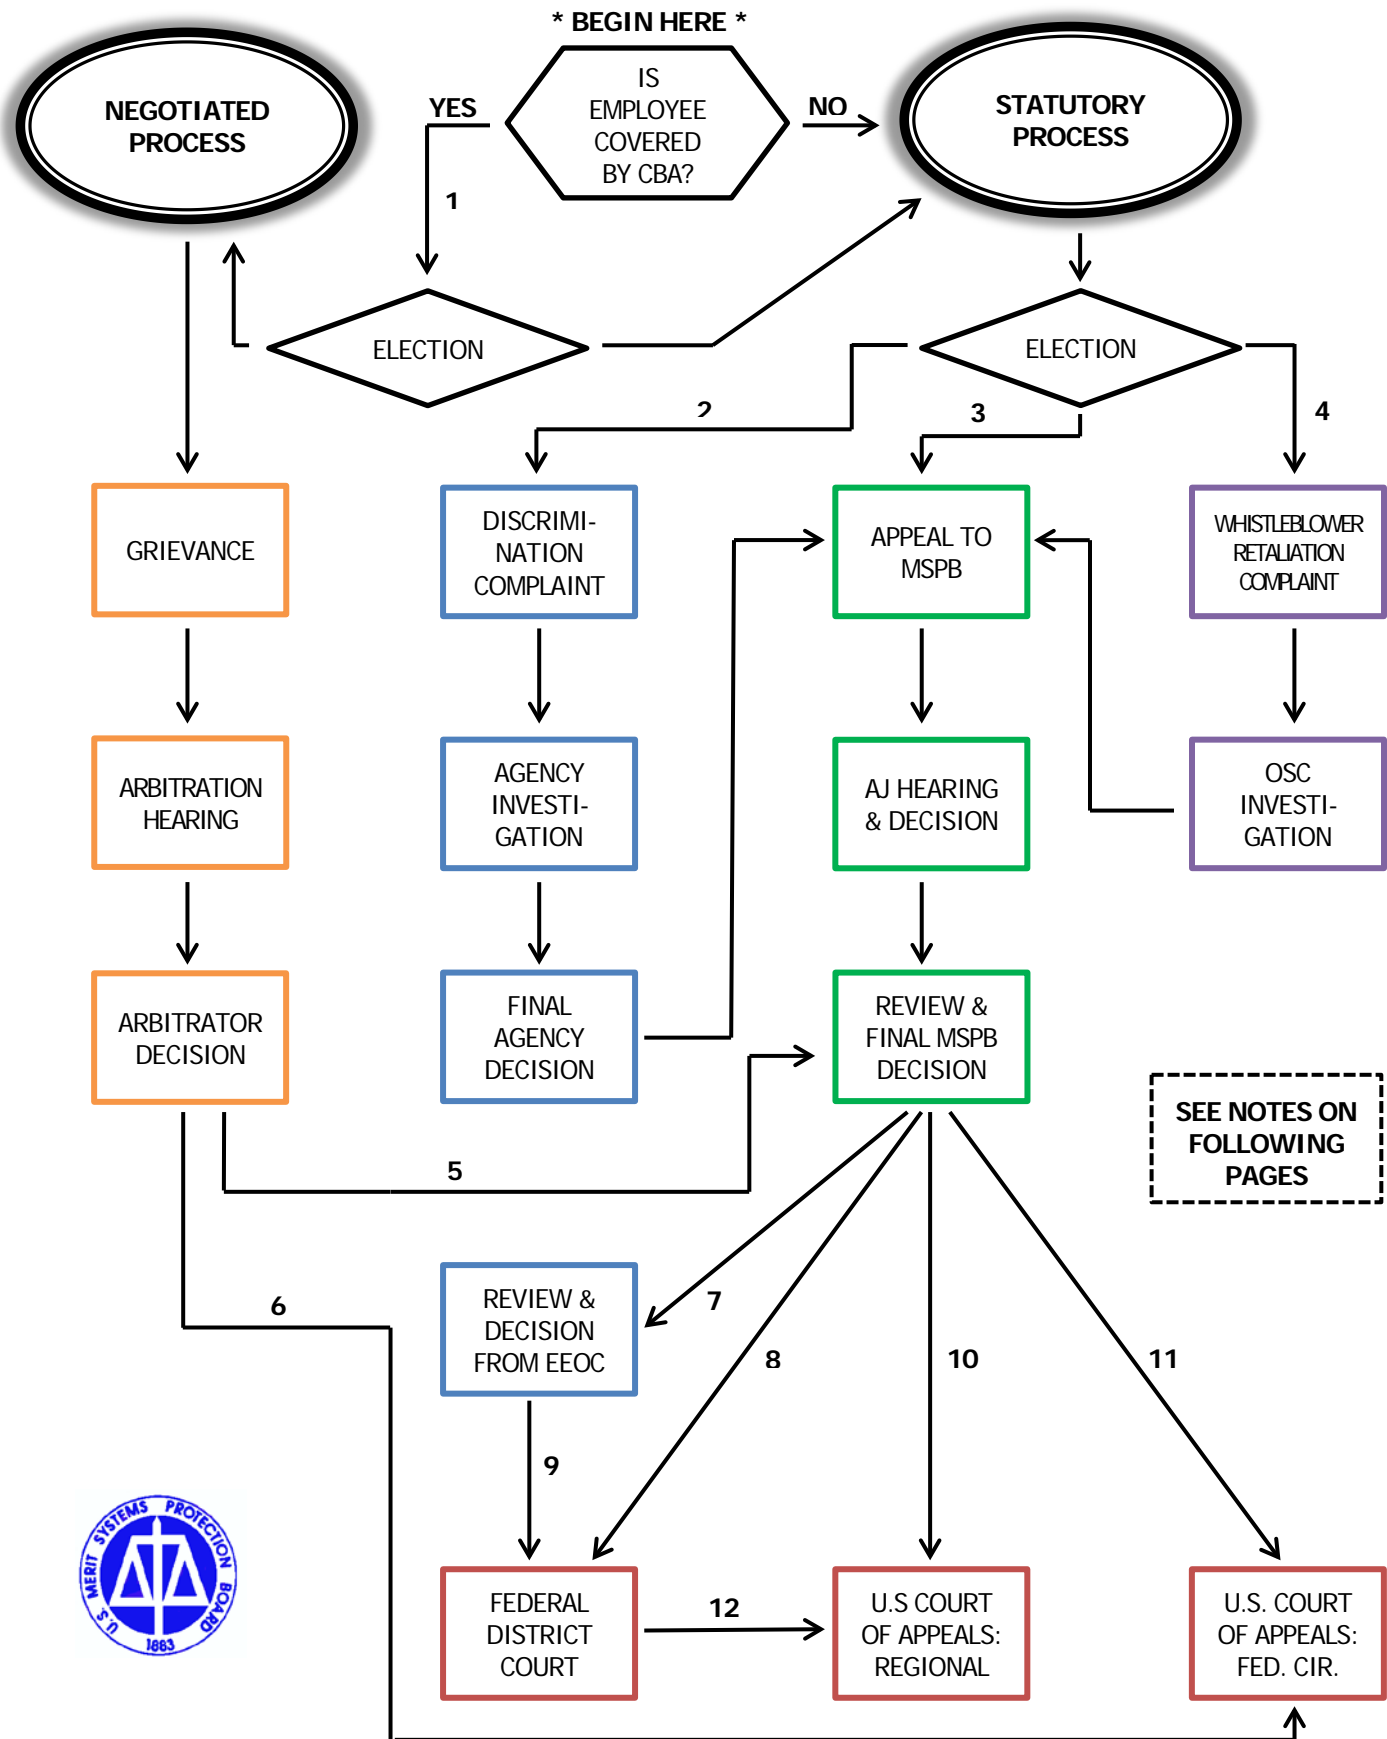 * BEGIN HERE *
NEGOTIATED
PROCESS
YES
IS
EMPLOYEE
COVERED
BY CBA?
NO
STATUTORY
PROCESS
1
ELECTION
ELECTION
2
3
4
GRIEVANCE
DISCRIMI-
NATION
COMPLAINT
APPEAL TO
MSPB
WHISTLEBLOWER
RETALIATION
COMPLAINT
ARBITRATION
HEARING
AGENCY
INVESTI-
GATION
AJ HEARING
& DECISION
OSC
INVESTI-
GATION
ARBITRATOR
DECISION
FINAL
AGENCY
DECISION
REVIEW &
FINAL MSPB
DECISION
SEE NOTES ON
FOLLOWING
PAGES
5
6
REVIEW &
DECISION
FROM EEOC
7
8
10
11
9
U.S. MERIT SYSTEMS PROTECTION BOARD
1883
FEDERAL
DISTRICT
COURT
12
U.S COURT
OF APPEALS:
REGIONAL
U.S. COURT
OF APPEALS:
FED. CIR.